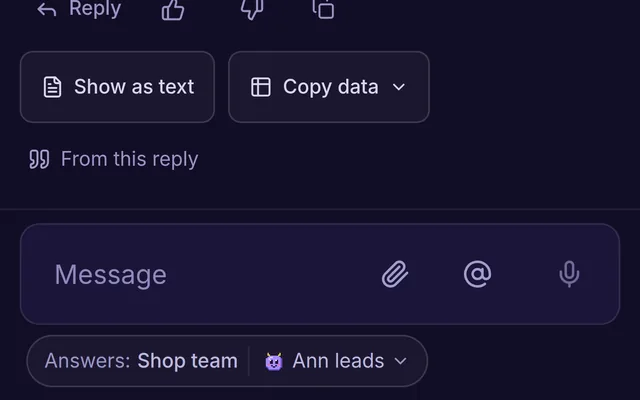 Reply
Show as text Copy data
From this reply
Message
Answers: Shop team Ann leads